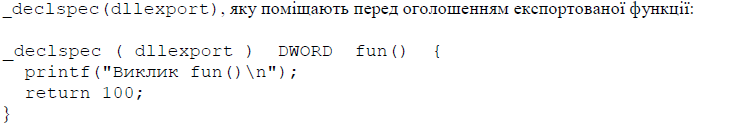 _declspec(dllexport), яку поміщають перед оголошенням експортованої функції:
_declspec ( dllexport )  DWORD  fun()  {
  printf("Виклик fun()\n");
  return 100;
}